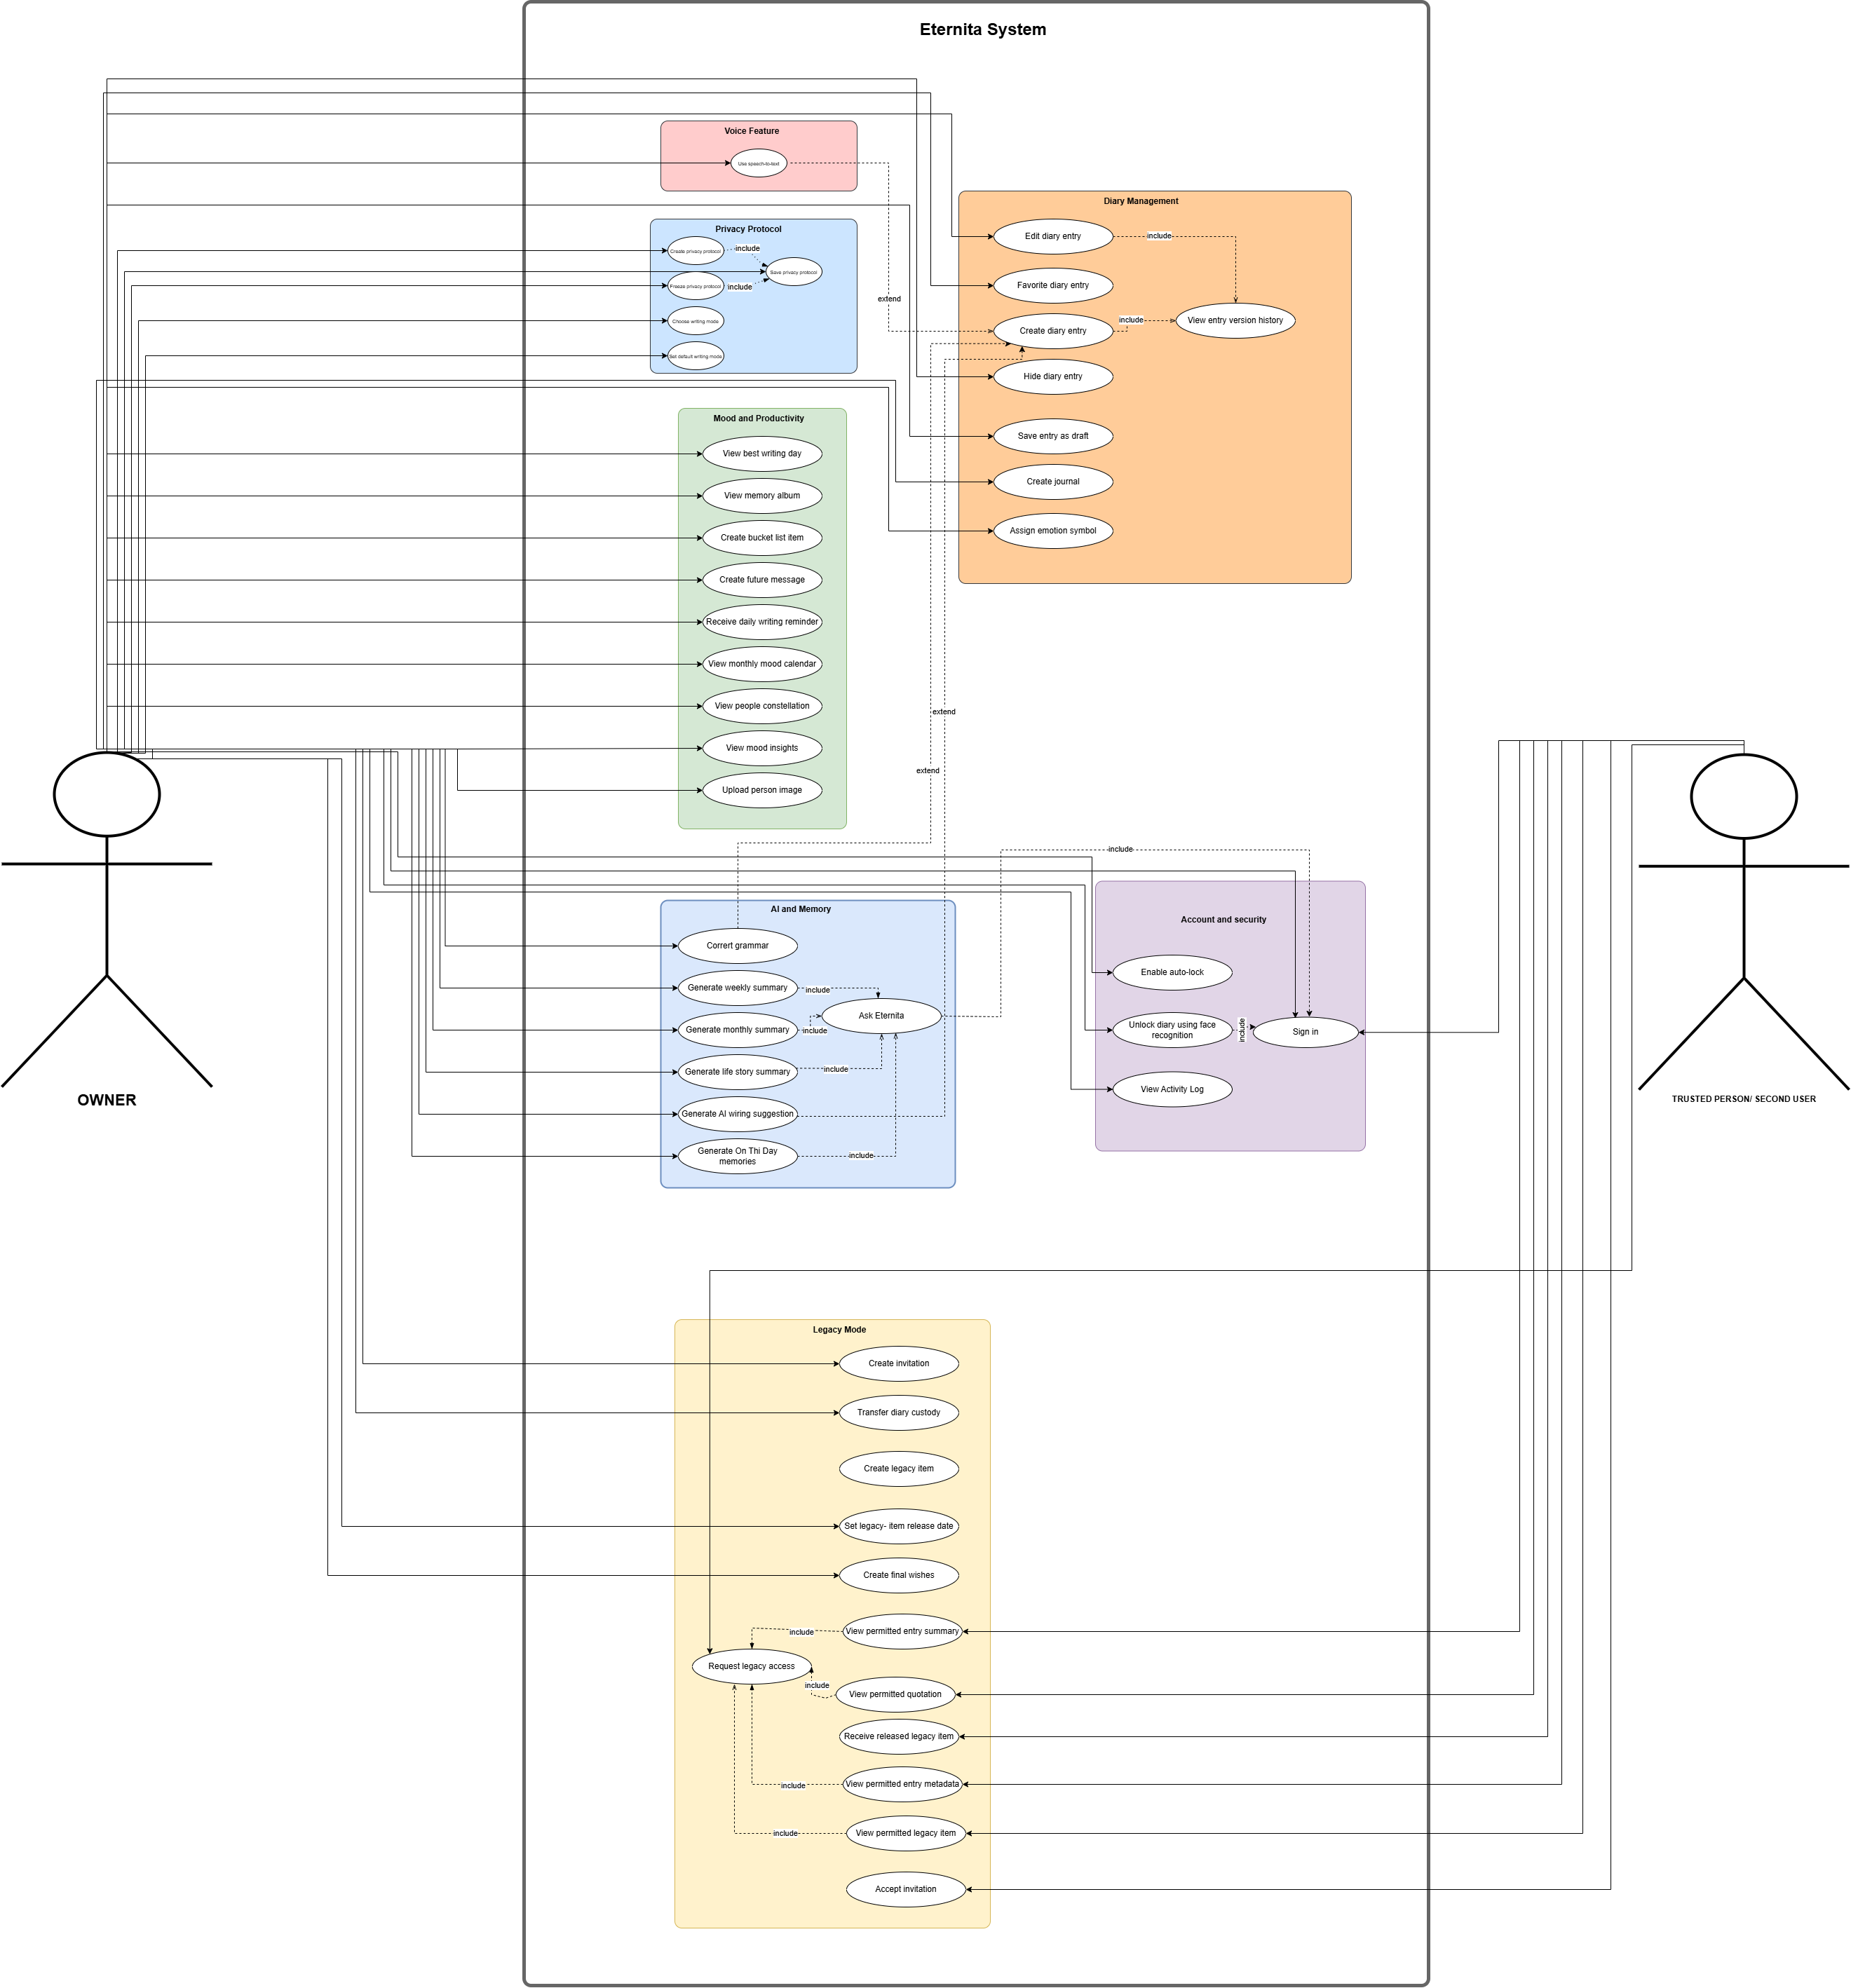 Eternita System
Voice Feature
Use speech-to-text
Privacy Protocol
Create privacy protocol
include
Save privacy protocol
Freeze privacy protocol
include
Choose writing mode
Set default writing mode
Diary Management
Edit diary entry
include
Favorite diary entry
extend
Create diary entry
include
View entry version history
Hide diary entry
Save entry as draft
Create journal
Assign emotion symbol
Mood and Productivity
View best writing day
View memory album
Create bucket list item
Create future message
Receive daily writing reminder
View monthly mood calendar
View people constellation
extend
View mood insights
extend
Upload person image
include
AI and Memory
Corrert grammar
Generate weekly summary
include
Ask Eternita
Generate monthly summary
include
Generate life story summary
include
Generate AI wiring suggestion
Generate On Thi Day
memories
include
Account and security
Enable auto-lock
Unlock diary using face
recognition
include
Sign in
View Activity Log
OWNER
TRUSTED PERSON/ SECOND USER
Legacy Mode
Create invitation
Transfer diary custody
Create legacy item
Set legacy- item release date
Create final wishes
include
View permitted entry summary
Request legacy access
include
View permitted quotation
Receive released legacy item
include
View permitted entry metadata
include
View permitted legacy item
Accept invitation